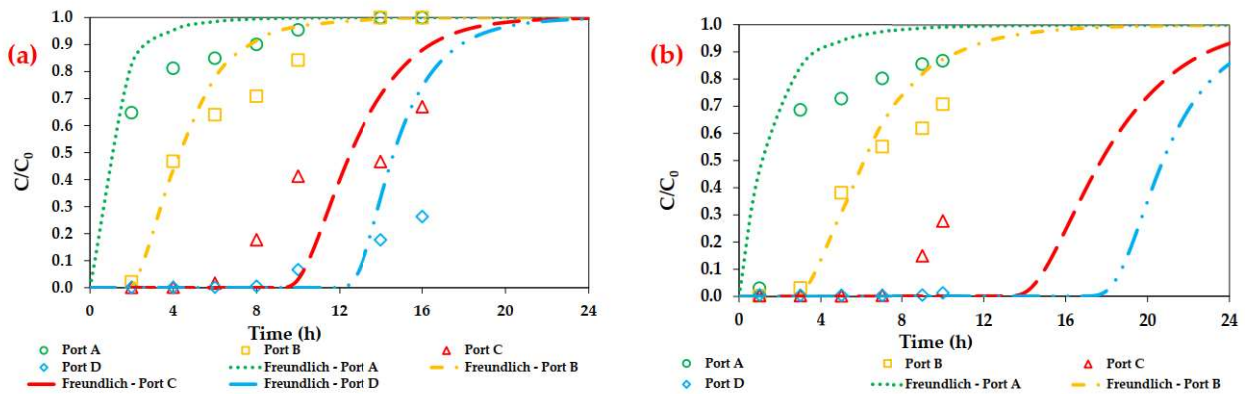 (a)
C/C0
1.0
0.9
0.8
0.7
0.6
0.5
0.4
0.3
0.2
0.1
0.0
0 4 8 12 16 20 24
Time (h)
Port A Port B Port C
Port D Freundlich - Port A Freundlich - Port B
Freundlich - Port C Freundlich - Port D
(b)
C/C0
1.0
0.9
0.8
0.7
0.6
0.5
0.4
0.3
0.2
0.1
0.0
0 4 8 12 16 20 24
Time (h)
Port A Port B Port C
Port D Freundlich - Port A Freundlich - Port B